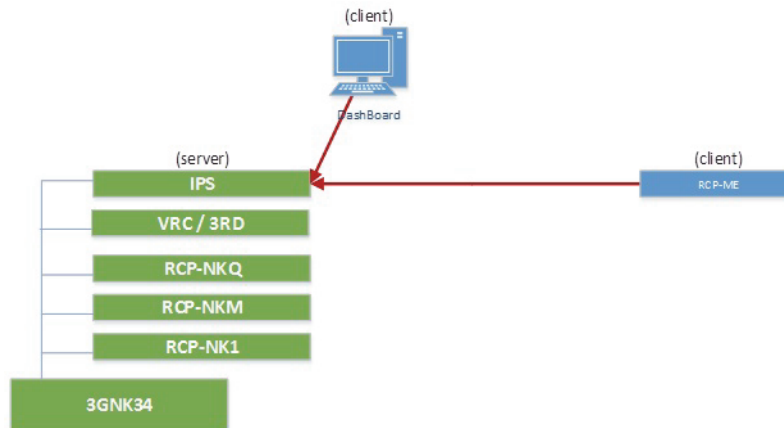 (client)
DashBoard
(server)
(client)
IPS
RCP-ME
VRC / 3RD
RCP-NKQ
RCP-NKM
RCP-NK1
3GNK34